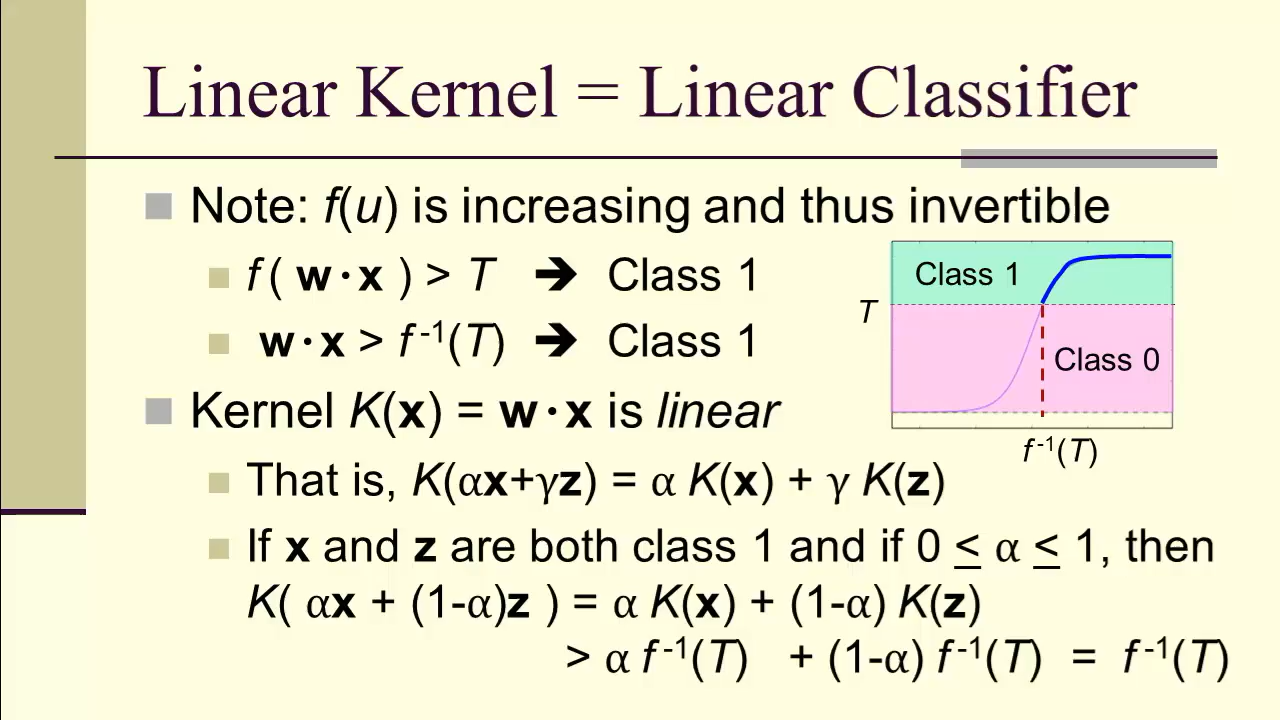 Linear Kernel = Linear Classifier
Note: f(u) is increasing and thus invertible
f ( w·x ) > T ➔ Class 1
w·x > f⁻¹(T) ➔ Class 1
Class 1
T
Class 0
f⁻¹(T)
Kernel K(x) = w·x is linear
That is, K(αx+γz) = α K(x) + γ K(z)
If x and z are both class 1 and if 0 ≤ α ≤ 1, then
K( αx + (1-α)z ) = α K(x) + (1-α) K(z)
> α f⁻¹(T) + (1-α) f⁻¹(T) = f⁻¹(T)